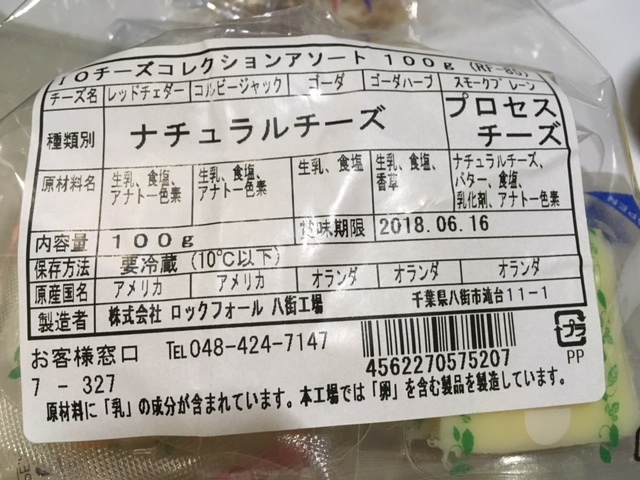 10チーズコレクションアソート 100g (RF-80)
チーズ名 レッドチェダー コルビージャック ゴーダ ゴーダハーブ スモークプレーン
種類別 ナチュラルチーズ プロセスチーズ
原材料名 生乳、食塩、アナトー色素 生乳、食塩、アナトー色素 生乳、食塩 生乳、食塩、香草 ナチュラルチーズ、バター、食塩、乳化剤、アナトー色素
内容量 100g 賞味期限 2018.06.16
保存方法 要冷蔵 (10℃以下)
原産国名 アメリカ アメリカ オランダ オランダ オランダ
製造者 株式会社 ロックフォール 八街工場 千葉県八街市滝台11-1
お客様窓口 TEL048-424-7147
7 - 327
4562270575207
プラ
PP
原材料に「乳」の成分が含まれています。本工場では「卵」を含む製品を製造しています。